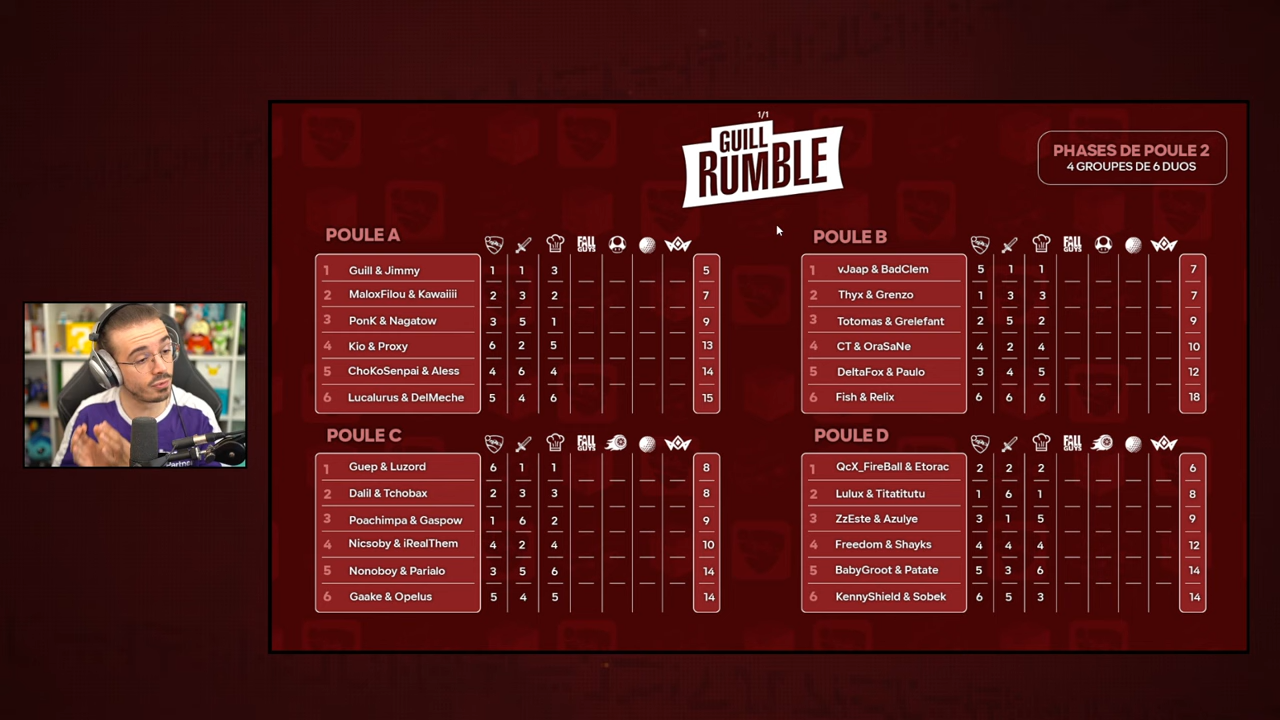 1/1
GUILL
RUMBLE
PHASES DE POULE 2
4 GROUPES DE 6 DUOS
POULE A
FALL GUYS
1 Guill & Jimmy 1 1 3 5
2 MaloxFilou & Kawaiiii 2 3 2 7
3 PonK & Nagatow 3 5 1 9
4 Kio & Proxy 6 2 5 13
5 ChoKoSenpai & Aless 4 6 4 14
6 Lucalurus & DelMeche 5 4 6 15
POULE B
FALL GUYS
1 vJaap & BadClem 5 1 1 7
2 Thyx & Grenzo 1 3 3 7
3 Totomas & Grelefant 2 5 2 9
4 CT & OraSaNe 4 2 4 10
5 DeltaFox & Paulo 3 4 5 12
6 Fish & Relix 6 6 6 18
POULE C
FALL GUYS
1 Guep & Luzord 6 1 1 8
2 Dalil & Tchobax 2 3 3 8
3 Poachimpa & Gaspow 1 6 2 9
4 Nicsoby & iRealThem 4 2 4 10
5 Nonoboy & Parialo 3 5 6 14
6 Gaake & Opelus 5 4 5 14
POULE D
FALL GUYS
1 QcX_FireBall & Etorac 2 2 2 6
2 Lulux & Titatitutu 1 6 1 8
3 ZzEste & Azulye 3 1 5 9
4 Freedom & Shayks 4 4 4 12
5 BabyGroot & Patate 5 3 6 14
6 KennyShield & Sobek 6 5 3 14